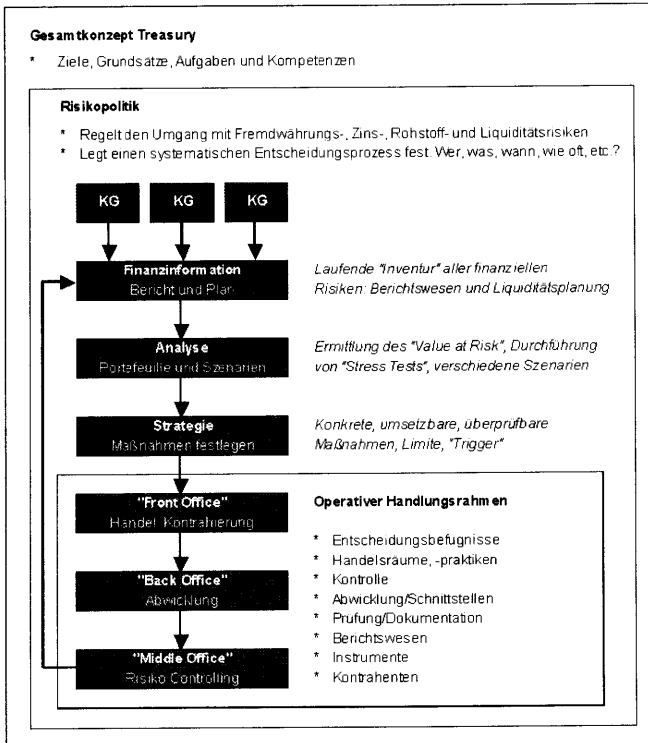 Gesamtkonzept Treasury
* Ziele, Grundsätze, Aufgaben und Kompetenzen
Risikopolitik
* Regelt den Umgang mit Fremdwährungs-, Zins-, Rohstoff- und Liquiditätsrisiken
* Legt einen systematischen Entscheidungsprozess fest. Wer, was, wann, wie oft, etc.?
KG KG KG
Finanzinformation
Bericht und Plan
Laufende "Inventur" aller finanziellen
Risiken: Berichtswesen und Liquiditätsplanung
Analyse
Portefeuille und Szenarien
Ermittlung des "Value at Risk", Durchführung
von "Stress Tests", verschiedene Szenarien
Strategie
Maßnahmen festlegen
Konkrete, umsetzbare, überprüfbare
Maßnahmen, Limite, "Trigger"
"Front Office"
Handel Kontrahierung
"Back Office"
Abwicklung
"Middle Office"
Risiko Controlling
Operativer Handlungsrahmen
* Entscheidungsbefugnisse
* Handelsräume, -praktiken
* Kontrolle
* Abwicklung/Schnittstellen
* Prüfung/Dokumentation
* Berichtswesen
* Instrumente
* Kontrahenten